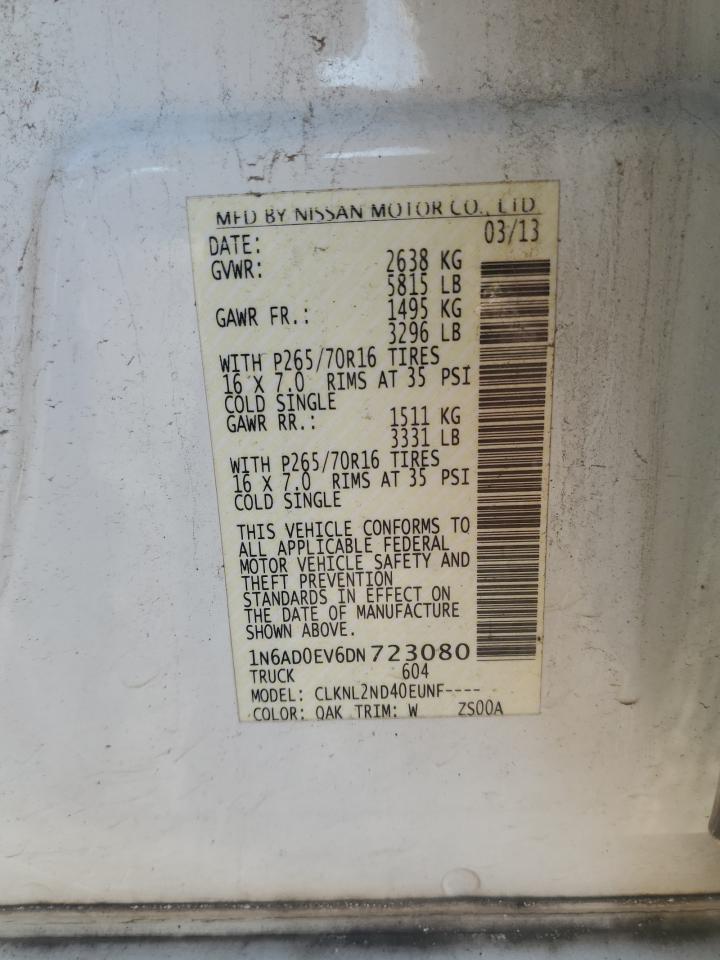 MFD BY NISSAN MOTOR CO., LTD.
DATE: 03/13
GVWR: 2638 KG
5815 LB
GAWR FR.: 1495 KG
3296 LB
WITH P265/70R16 TIRES
16 X 7.0 RIMS AT 35 PSI
COLD SINGLE
GAWR RR.: 1511 KG
3331 LB
WITH P265/70R16 TIRES
16 X 7.0 RIMS AT 35 PSI
COLD SINGLE
THIS VEHICLE CONFORMS TO
ALL APPLICABLE FEDERAL
MOTOR VEHICLE SAFETY AND
THEFT PREVENTION
STANDARDS IN EFFECT ON
THE DATE OF MANUFACTURE
SHOWN ABOVE.
1N6AD0EV6DN723080
TRUCK 604
MODEL: CLKNL2ND40EUNF----
COLOR: QAK TRIM: W ZS00A